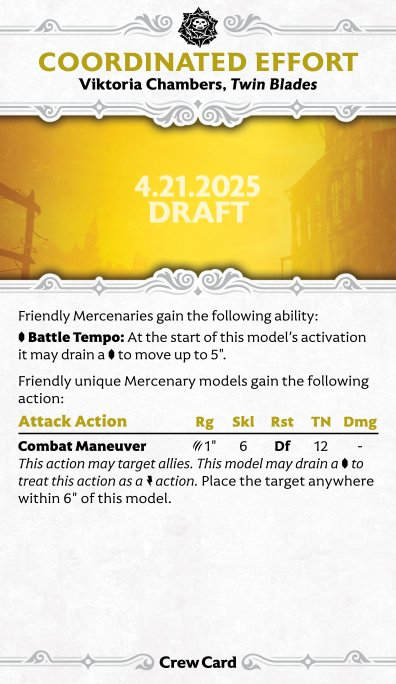 COORDINATED EFFORT
Viktoria Chambers, Twin Blades
4.21.2025
DRAFT
Friendly Mercenaries gain the following ability:
Battle Tempo: At the start of this model's activation
it may drain a to move up to 5".
Friendly unique Mercenary models gain the following
action:
Attack Action Rg Skl Rst TN Dmg
Combat Maneuver 1" 6 Df 12 -
This action may target allies. This model may drain a to
treat this action as a action. Place the target anywhere
within 6" of this model.
Crew Card